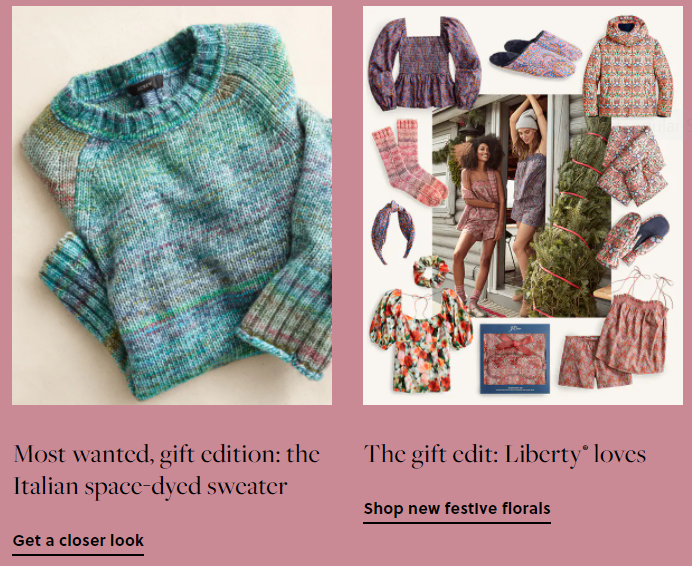 Most wanted, gift edition: the
Italian space-dyed sweater
Get a closer look
The gift edit: Liberty® loves
Shop new festive florals